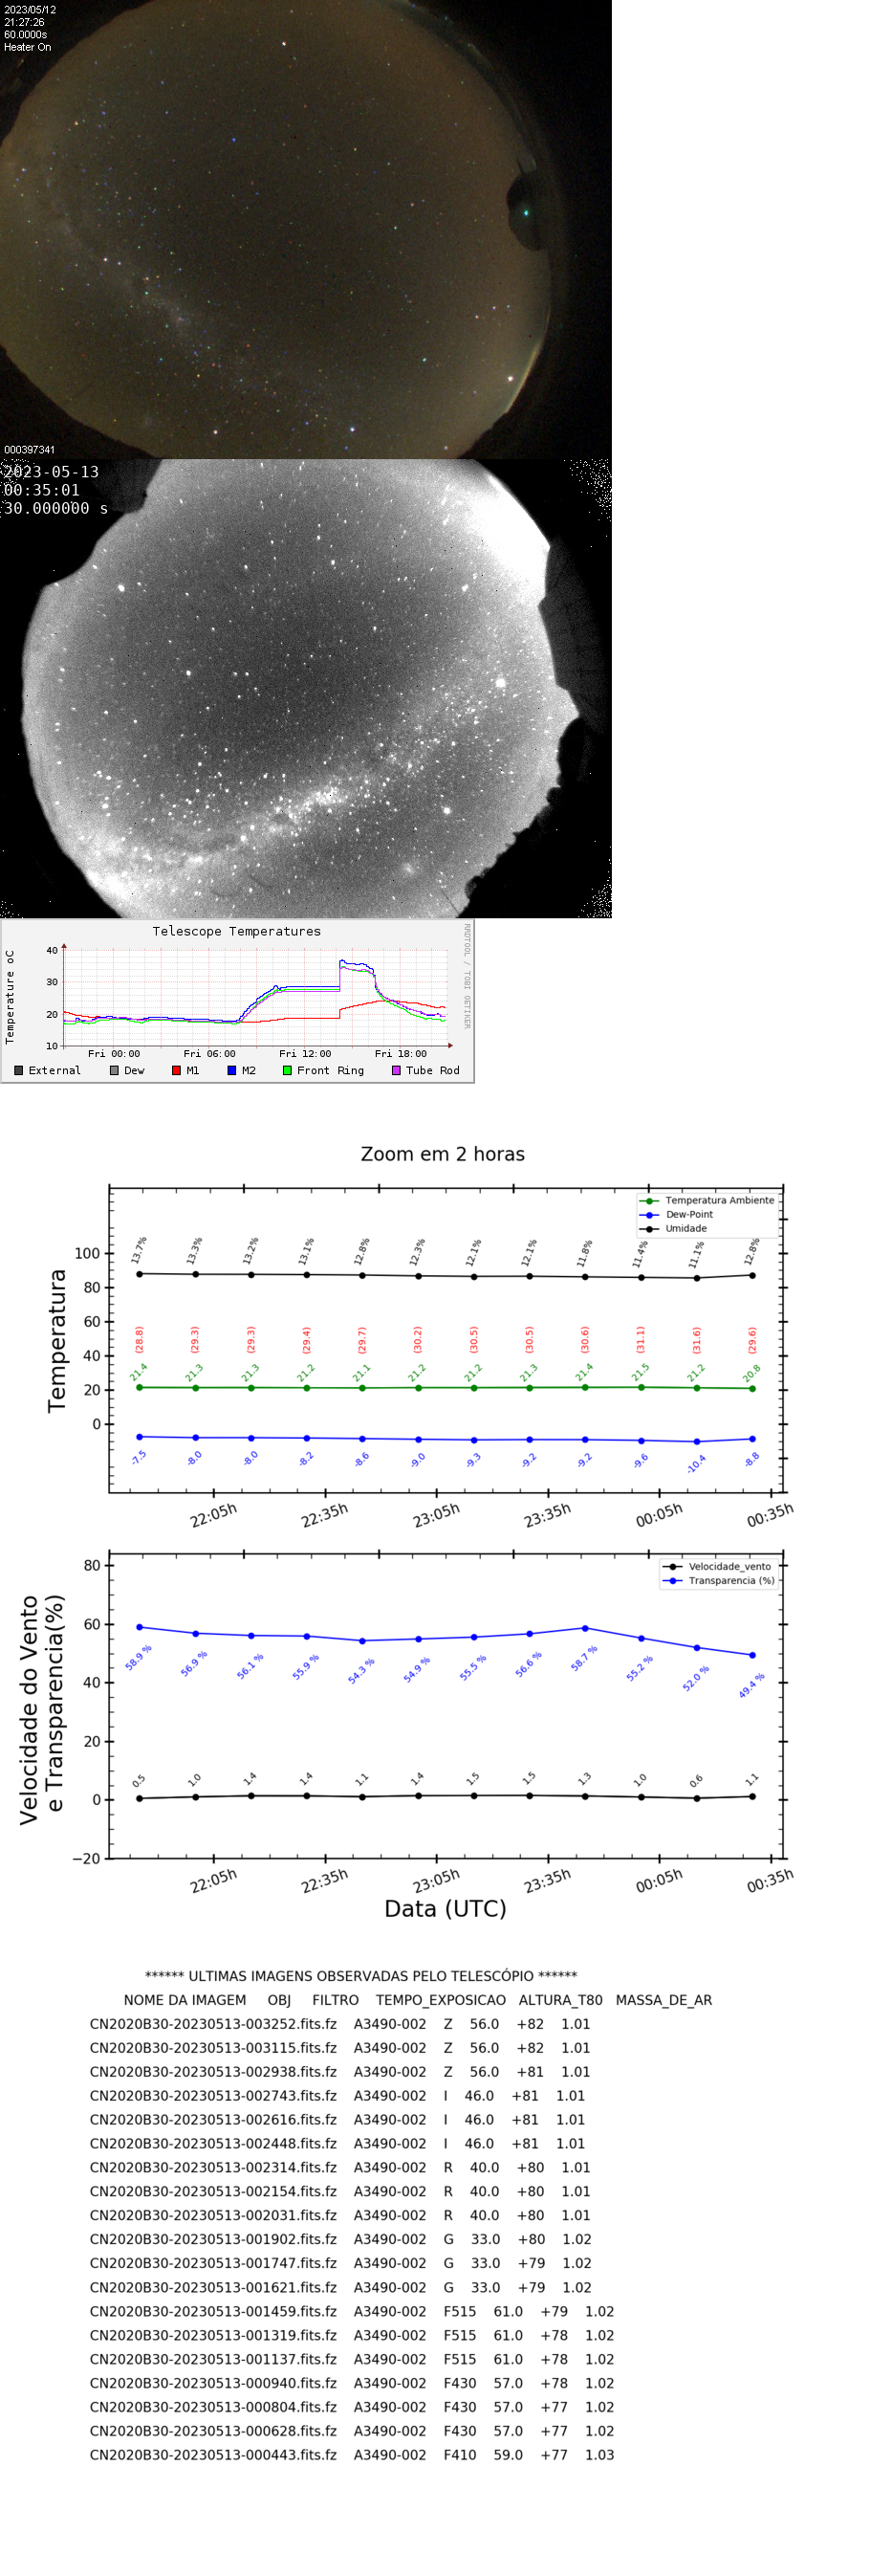 2023/05/12
21:27:26
60.0000s
Heater On
000397341
2023-05-13
00:35:01
30.000000 s
Telescope Temperatures
RRDTOOL / TOBI OETIKER
Temperature oC
40
30
20
10
Fri 00:00 Fri 06:00 Fri 12:00 Fri 18:00
External Dew M1 M2 Front Ring Tube Rod
Zoom em 2 horas
Temperatura Ambiente
Dew-Point
Umidade
Temperatura
100
80
60
40
20
0
13.7% 13.3% 13.2% 13.1% 12.8% 12.3% 12.1% 12.1% 11.8% 11.4% 11.1% 12.8%
(28.8) (29.3) (29.3) (29.4) (29.7) (30.2) (30.5) (30.5) (30.6) (31.1) (31.6) (29.6)
21.4 21.3 21.3 21.2 21.1 21.2 21.2 21.3 21.4 21.5 21.2 20.8
-7.5 -8.0 -8.0 -8.2 -8.6 -9.0 -9.3 -9.2 -9.2 -9.6 -10.4 -8.8
22:05h 22:35h 23:05h 23:35h 00:05h 00:35h
Velocidade_vento
Transparencia (%)
Velocidade do Vento
e Transparencia(%)
80
60
40
20
0
−20
58.9 % 56.9 % 56.1 % 55.9 % 54.3 % 54.9 % 55.5 % 56.6 % 58.7 % 55.2 % 52.0 % 49.4 %
0.5 1.0 1.4 1.4 1.1 1.4 1.5 1.5 1.3 1.0 0.6 1.1
22:05h 22:35h 23:05h 23:35h 00:05h 00:35h
Data (UTC)
****** ULTIMAS IMAGENS OBSERVADAS PELO TELESCÓPIO ******
NOME DA IMAGEM OBJ FILTRO TEMPO_EXPOSICAO ALTURA_T80 MASSA_DE_AR
CN2020B30-20230513-003252.fits.fz A3490-002 Z 56.0 +82 1.01
CN2020B30-20230513-003115.fits.fz A3490-002 Z 56.0 +82 1.01
CN2020B30-20230513-002938.fits.fz A3490-002 Z 56.0 +81 1.01
CN2020B30-20230513-002743.fits.fz A3490-002 I 46.0 +81 1.01
CN2020B30-20230513-002616.fits.fz A3490-002 I 46.0 +81 1.01
CN2020B30-20230513-002448.fits.fz A3490-002 I 46.0 +81 1.01
CN2020B30-20230513-002314.fits.fz A3490-002 R 40.0 +80 1.01
CN2020B30-20230513-002154.fits.fz A3490-002 R 40.0 +80 1.01
CN2020B30-20230513-002031.fits.fz A3490-002 R 40.0 +80 1.01
CN2020B30-20230513-001902.fits.fz A3490-002 G 33.0 +80 1.02
CN2020B30-20230513-001747.fits.fz A3490-002 G 33.0 +79 1.02
CN2020B30-20230513-001621.fits.fz A3490-002 G 33.0 +79 1.02
CN2020B30-20230513-001459.fits.fz A3490-002 F515 61.0 +79 1.02
CN2020B30-20230513-001319.fits.fz A3490-002 F515 61.0 +78 1.02
CN2020B30-20230513-001137.fits.fz A3490-002 F515 61.0 +78 1.02
CN2020B30-20230513-000940.fits.fz A3490-002 F430 57.0 +78 1.02
CN2020B30-20230513-000804.fits.fz A3490-002 F430 57.0 +77 1.02
CN2020B30-20230513-000628.fits.fz A3490-002 F430 57.0 +77 1.02
CN2020B30-20230513-000443.fits.fz A3490-002 F410 59.0 +77 1.03